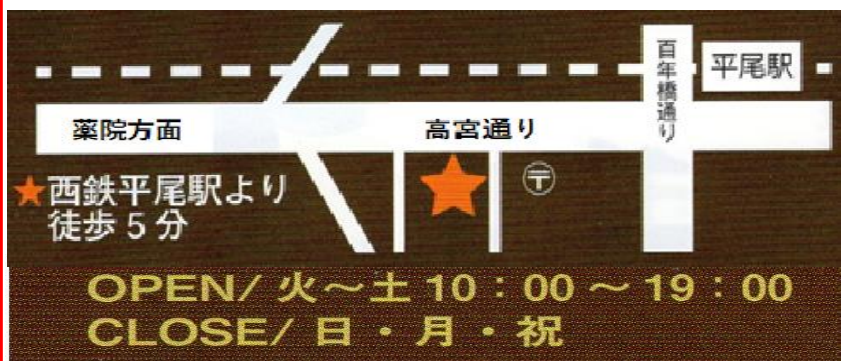 百年橋通り
平尾駅
薬院方面
高宮通り
★西鉄平尾駅より
徒歩5分
〒
OPEN/ 火～土 10：00 ～ 19：00
CLOSE/ 日・月・祝